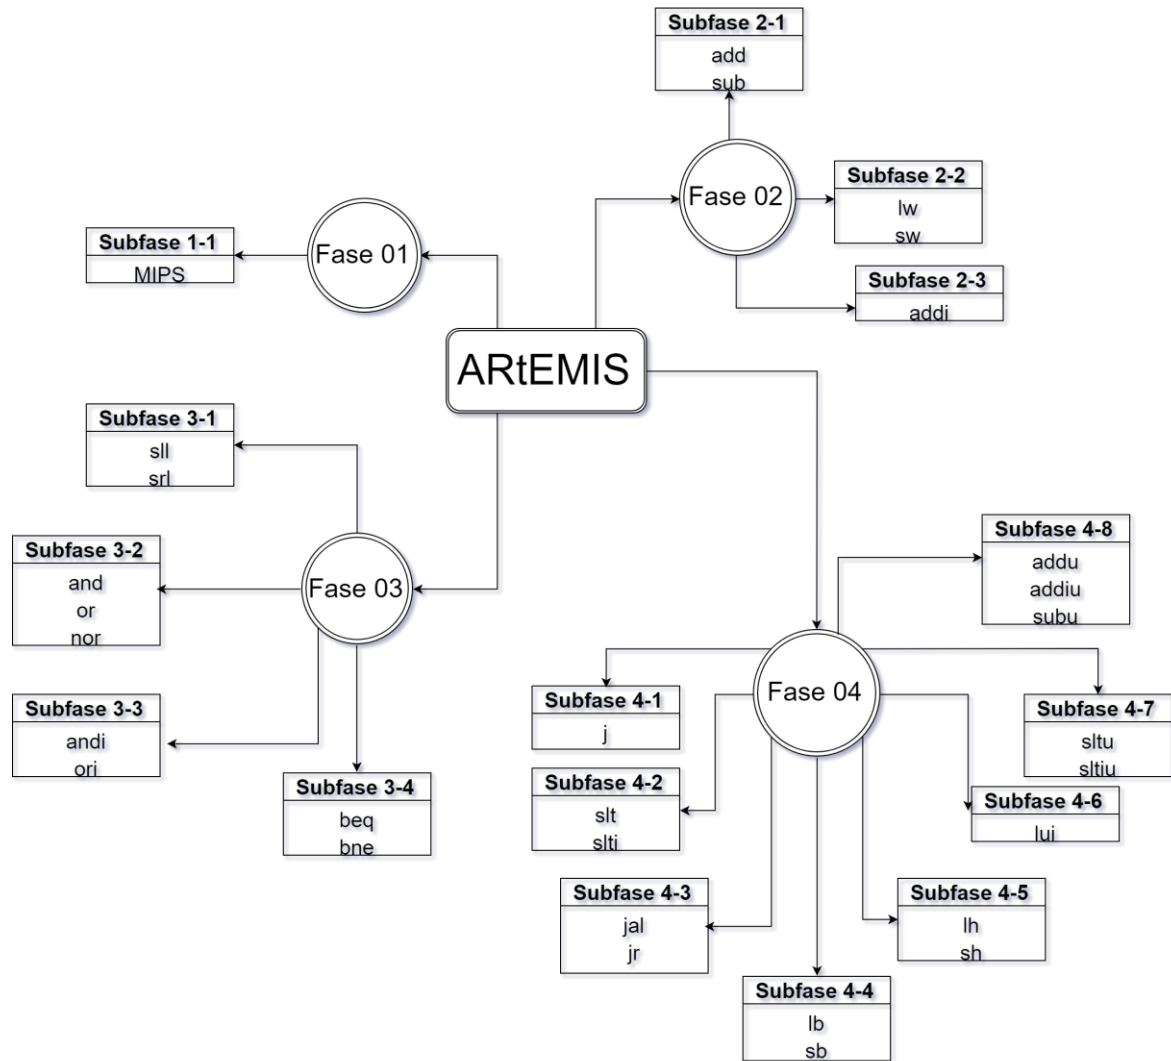 Subfase 2-1
add
sub
Fase 02
Subfase 2-2
lw
sw
Subfase 2-3
addi
Fase 01
Subfase 1-1
MIPS
ARtEMIS
Subfase 3-1
sll
srl
Fase 03
Subfase 3-2
and
or
nor
Subfase 3-3
andi
ori
Subfase 3-4
beq
bne
Fase 04
Subfase 4-1
j
Subfase 4-2
slt
slti
Subfase 4-3
jal
jr
Subfase 4-4
lb
sb
Subfase 4-5
lh
sh
Subfase 4-6
lui
Subfase 4-7
sltu
sltiu
Subfase 4-8
addu
addiu
subu